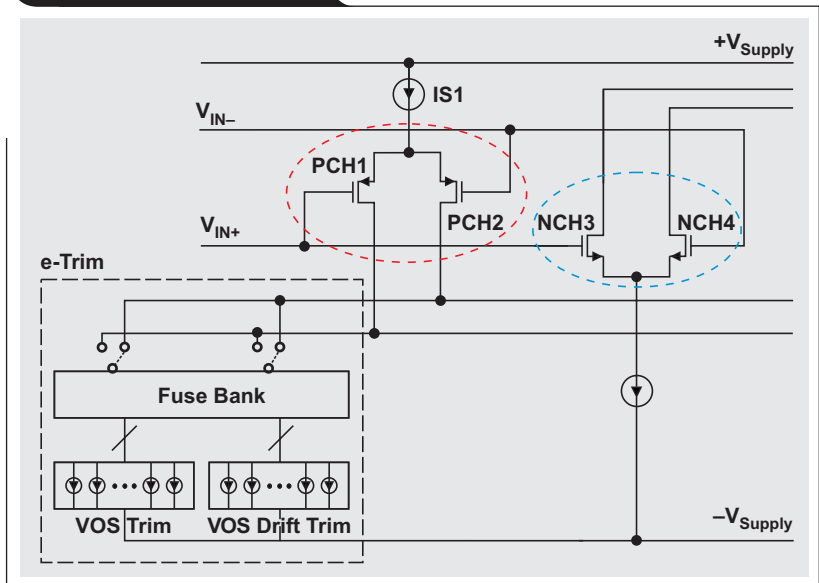 +VSupply
IS1
VIN–
PCH1
PCH2
NCH3
NCH4
VIN+
e-Trim
Fuse Bank
VOS Trim
VOS Drift Trim
–VSupply